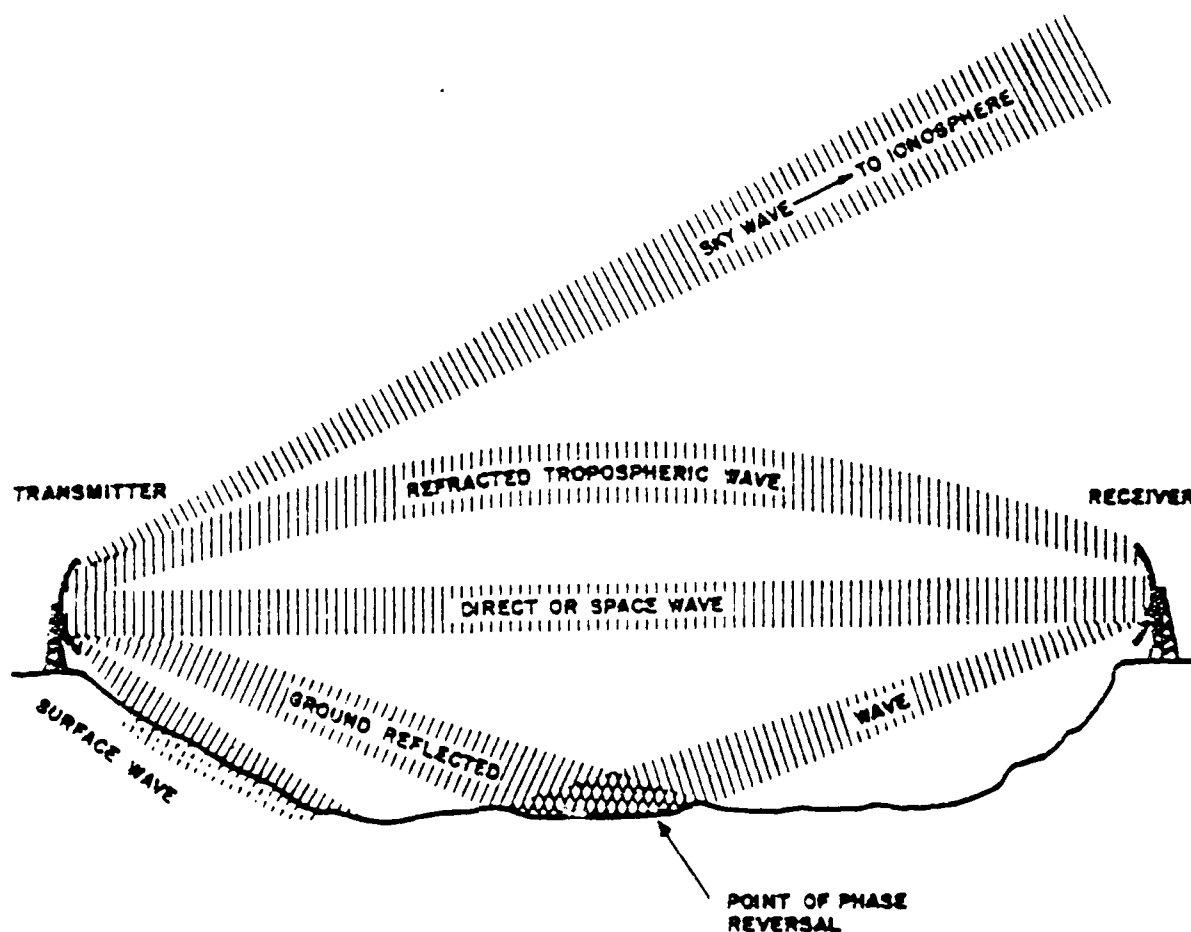 SKY WAVE → TO IONOSPHERE
REFRACTED TROPOSPHERIC WAVE
TRANSMITTER
RECEIVER
DIRECT OR SPACE WAVE
GROUND REFLECTED
WAVE
SURFACE WAVE
POINT OF PHASE
REVERSAL